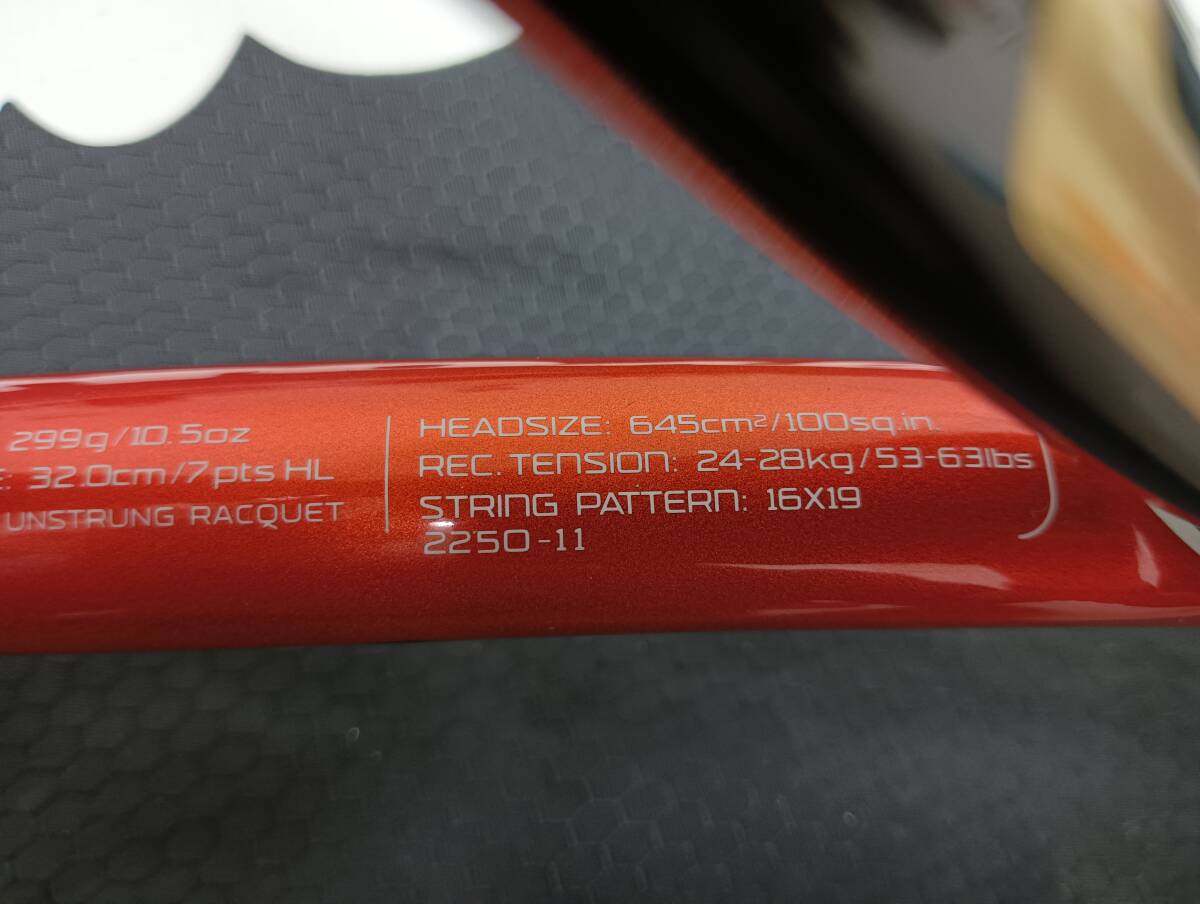 299g/10.5oz
E: 32.0cm/7pts HL
UNSTRUNG RACQUET
HEADSIZE: 645cm²/100sq.in.
REC. TENSION: 24-28kg/53-63lbs
STRING PATTERN: 16X19
2250-11